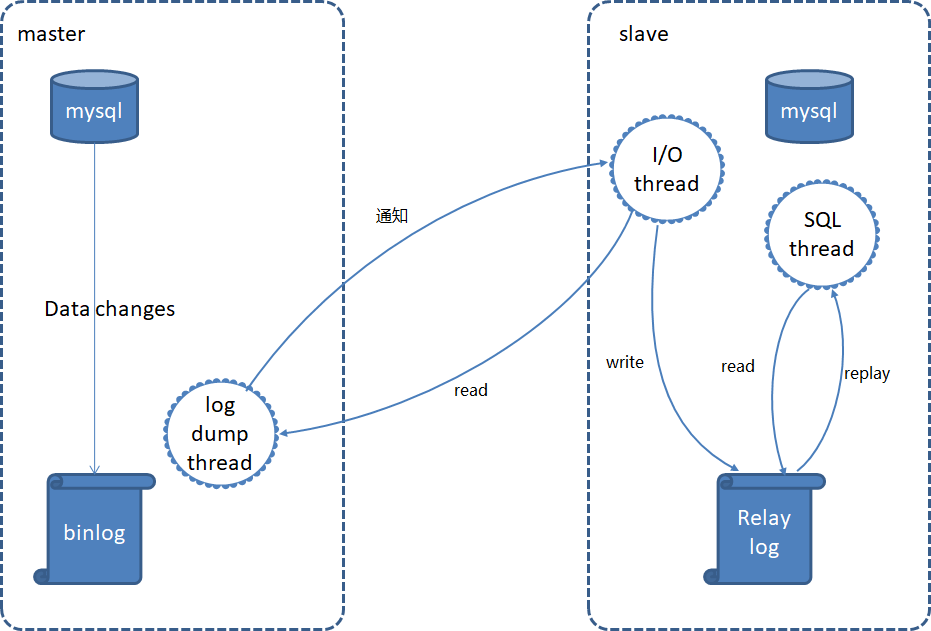 master
mysql
Data changes
binlog
log
dump
thread
通知
read
slave
I/O
thread
mysql
SQL
thread
write
read
replay
Relay
log